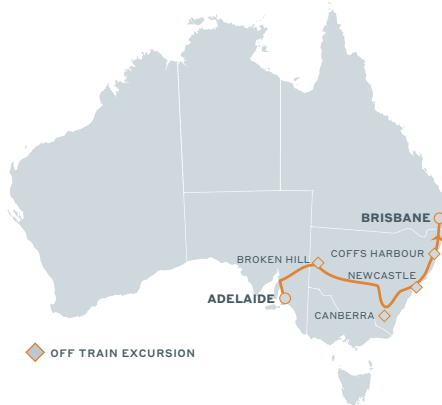 BRISBANE
COFFS HARBOUR
BROKEN HILL
NEWCASTLE
ADELAIDE
CANBERRA
OFF TRAIN EXCURSION